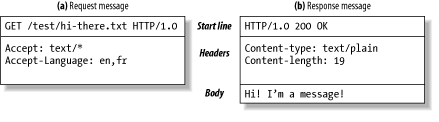 (a) Request message
GET /test/hi-there.txt HTTP/1.0
Accept: text/*
Accept-Language: en,fr
Start line
Headers
Body
(b) Response message
HTTP/1.0 200 OK
Content-type: text/plain
Content-length: 19
Hi! I'm a message!